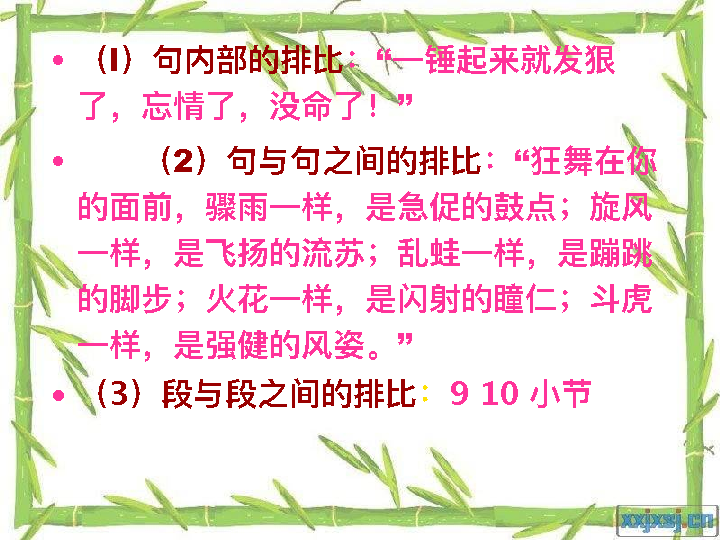 • （l）句内部的排比：“一锤起来就发狠
了，忘情了，没命了！”
• （2）句与句之间的排比：“狂舞在你
的面前，骤雨一样，是急促的鼓点；旋风
一样，是飞扬的流苏；乱蛙一样，是蹦跳
的脚步；火花一样，是闪射的瞳仁；斗虎
一样，是强健的风姿。”
• （3）段与段之间的排比：9 10 小节
xxjxsj.cn